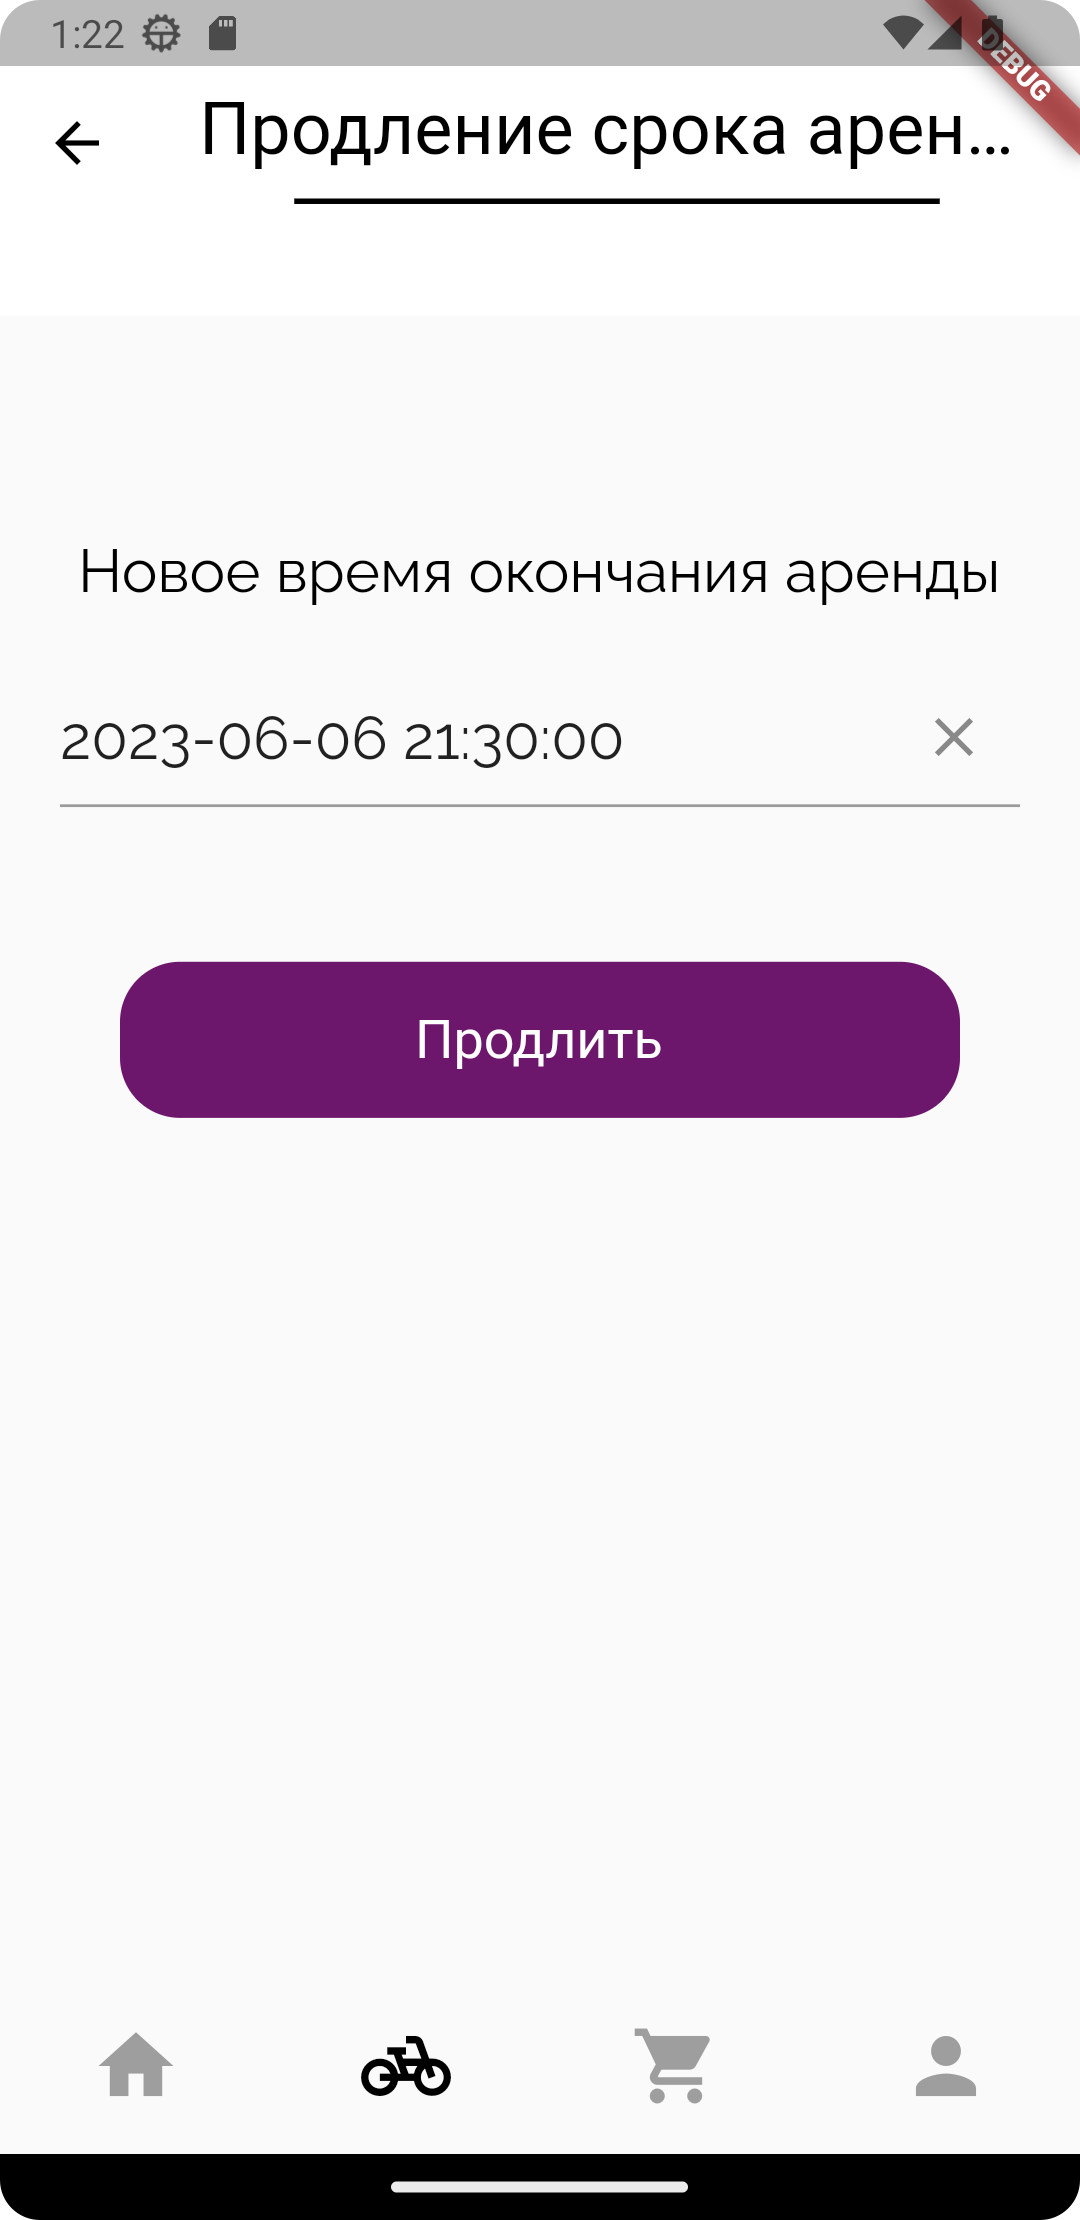 1:22
DEBUG
Продление срока арен...
Новое время окончания аренды
2023-06-06 21:30:00
Продлить